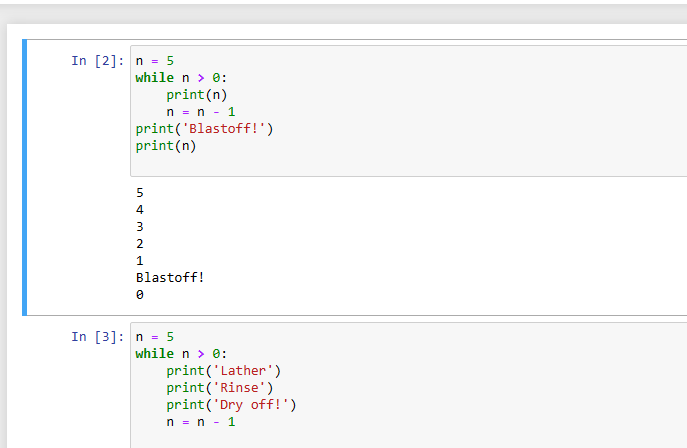 In [2]: n = 5
while n > 0:
    print(n)
    n = n - 1
print('Blastoff!')
print(n)
5
4
3
2
1
Blastoff!
0
In [3]: n = 5
while n > 0:
    print('Lather')
    print('Rinse')
    print('Dry off!')
    n = n - 1